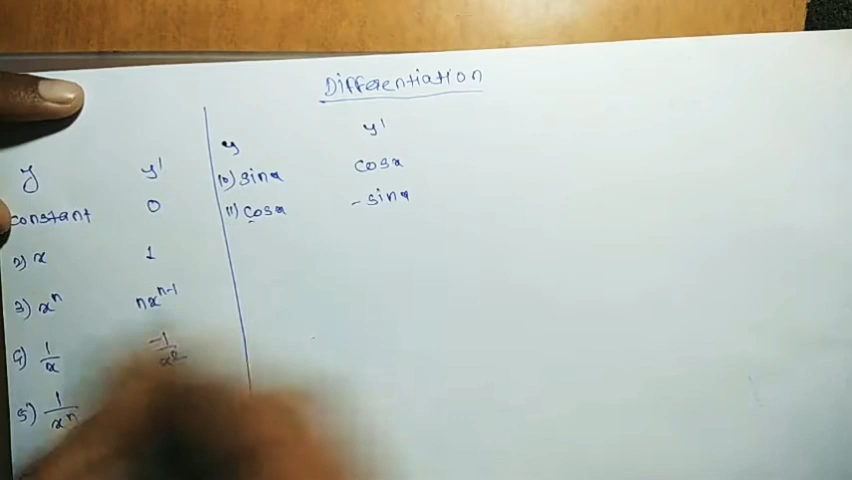 Differentiation
y y'
constant 0
2) x 1
3) xⁿ nxⁿ⁻¹
4) 1/x -1/x²
5) 1/xⁿ
y y'
10) sinx cosx
11) cosx - sinx